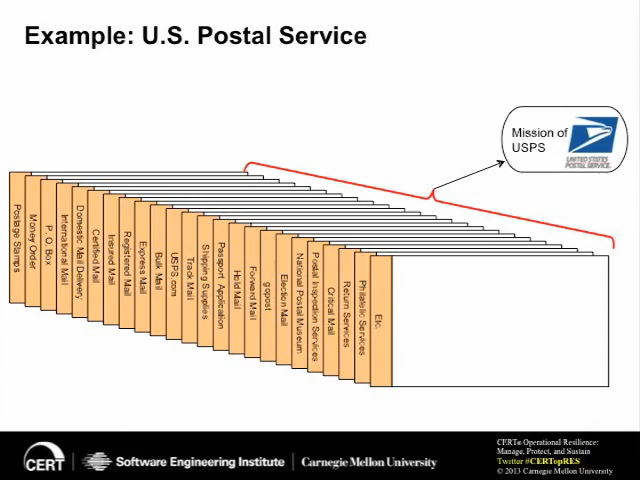 Example: U.S. Postal Service
Mission of
USPS
UNITED STATES
POSTAL SERVICE
Postage Stamps
Money Order
P. O. Box
International Mail
Domestic Mail Delivery
Certified Mail
Insured Mail
Registered Mail
Express Mail
Bulk Mail
USPS.com
Track Mail
Shipping Supplies
Passport Application
Hold Mail
Forward Mail
gopost
Election Mail
National Postal Museum
Postal Inspection Services
Critical Mail
Return Services
Philatelic Services
Etc.
CERT
Software Engineering Institute
Carnegie Mellon University
CERT® Operational Resilience:
Manage, Protect, and Sustain
Twitter #CERTopRES
© 2013 Carnegie Mellon University